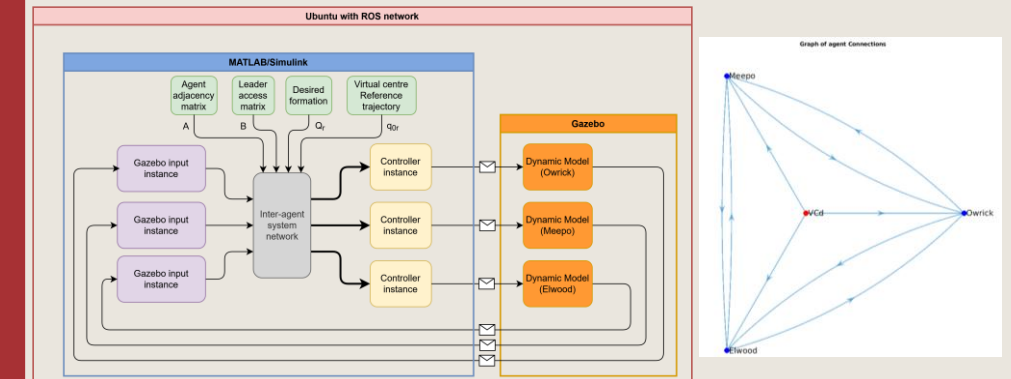 Ubuntu with ROS network
MATLAB/Simulink
Agent
adjacency
matrix
Leader
access
matrix
Desired
formation
Virtual centre
Reference
trajectory
A
B
Qr
q0r
Gazebo
Gazebo input
instance
Gazebo input
instance
Gazebo input
instance
Inter-agent
system
network
Controller
instance
Controller
instance
Controller
instance
Dynamic Model
(Owrick)
Dynamic Model
(Meepo)
Dynamic Model
(Elwood)
Graph of agent Connections
Meepo
VCd
Owrick
Elwood